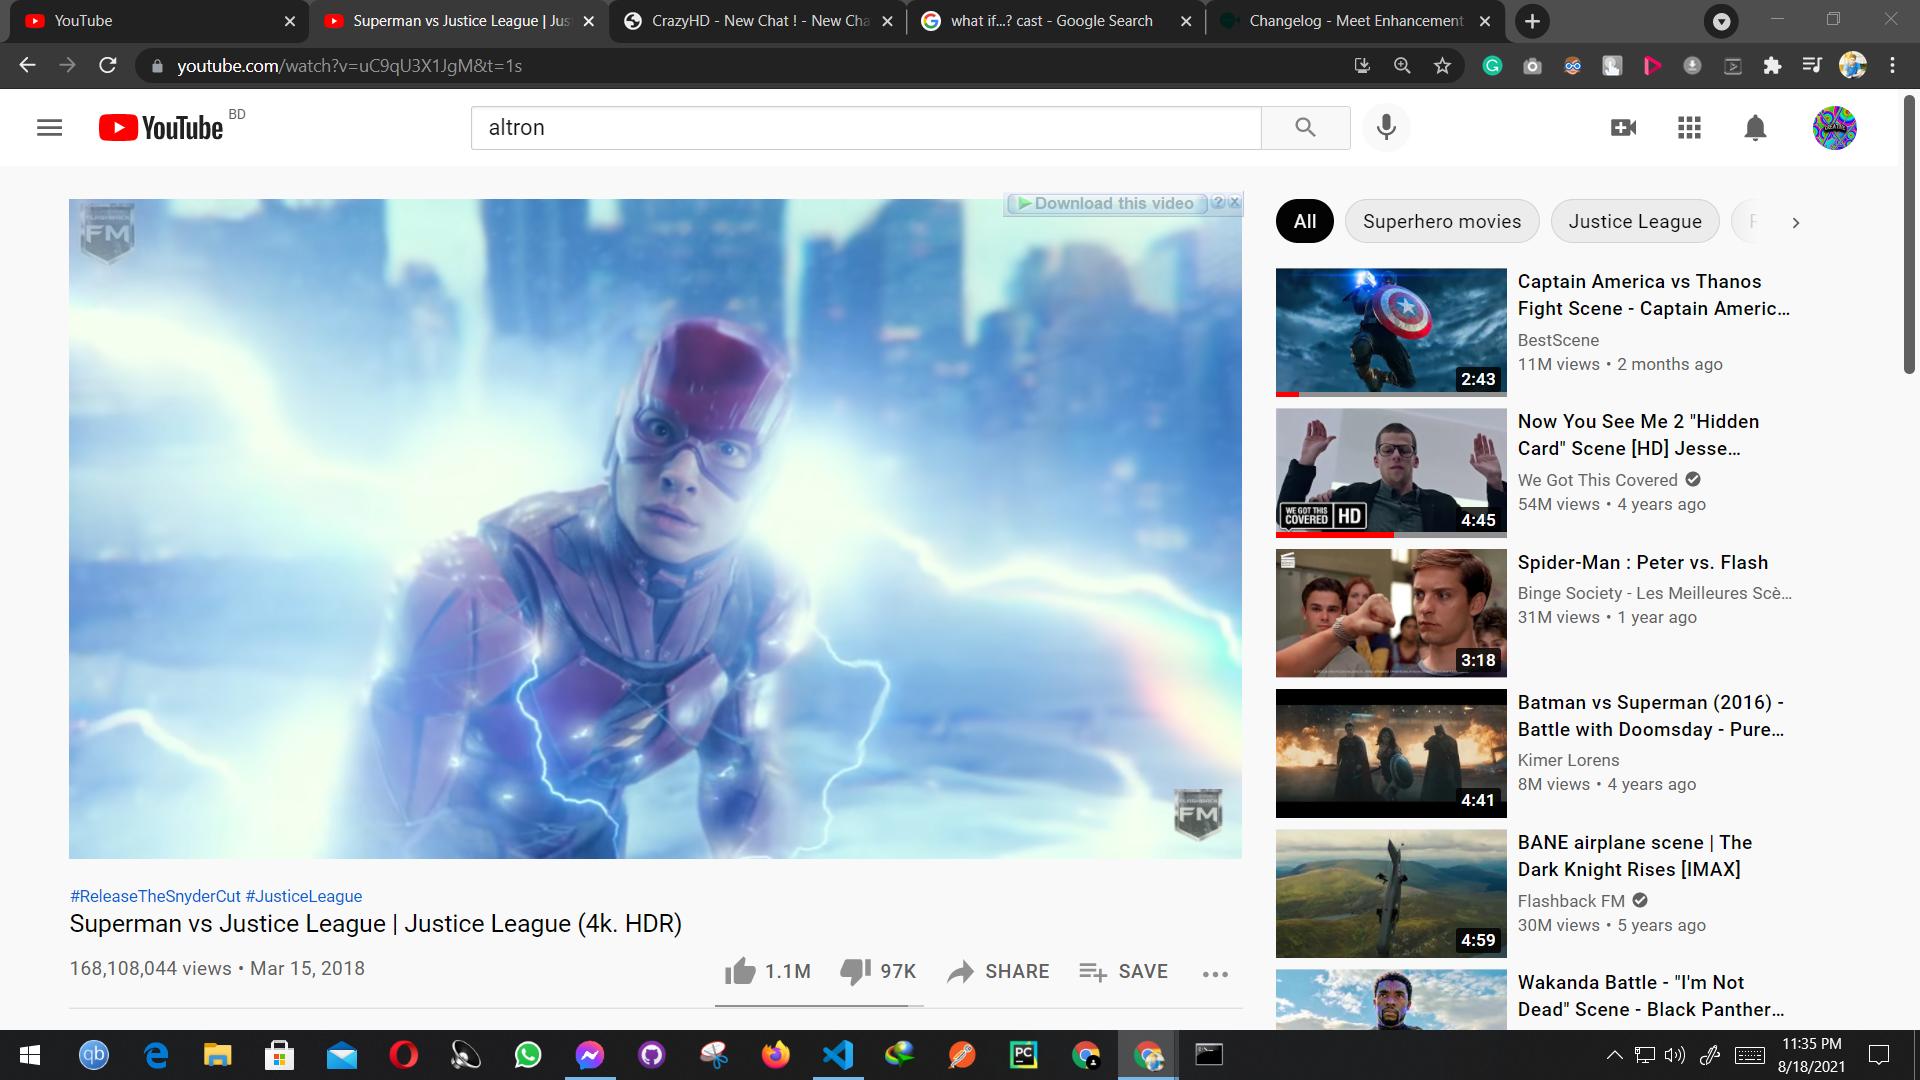 YouTube
Superman vs Justice League | Jus
CrazyHD - New Chat ! - New Cha
what if...? cast - Google Search
Changelog - Meet Enhancement
youtube.com/watch?v=uC9qU3X1JgM&t=1s
YouTube BD
altron
Download this video
FLASHBACK
FM
FLASHBACK
FM
#ReleaseTheSnyderCut #JusticeLeague
Superman vs Justice League | Justice League (4k. HDR)
168,108,044 views • Mar 15, 2018
1.1M
97K
SHARE
SAVE
All
Superhero movies
Justice League
Captain America vs Thanos
Fight Scene - Captain Americ...
BestScene
11M views • 2 months ago
2:43
Now You See Me 2 "Hidden
Card" Scene [HD] Jesse...
We Got This Covered
54M views • 4 years ago
WE GOT THIS
COVERED HD
4:45
Spider-Man : Peter vs. Flash
Binge Society - Les Meilleures Scè...
31M views • 1 year ago
3:18
Batman vs Superman (2016) -
Battle with Doomsday - Pure...
Kimer Lorens
8M views • 4 years ago
4:41
BANE airplane scene | The
Dark Knight Rises [IMAX]
Flashback FM
30M views • 5 years ago
4:59
Wakanda Battle - "I'm Not
Dead" Scene - Black Panther...
qb
PC
11:35 PM
8/18/2021